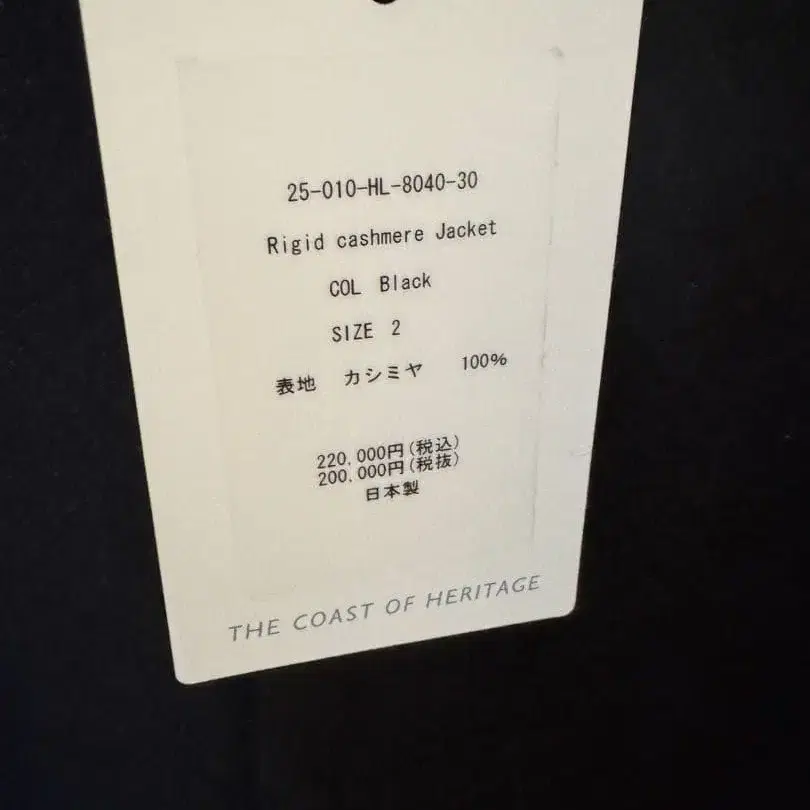 25-010-HL-8040-30
Rigid cashmere Jacket
COL Black
SIZE 2
表地 カシミヤ 100%
220,000円(税込)
200,000円(税抜)
日本製
THE COAST OF HERITAGE